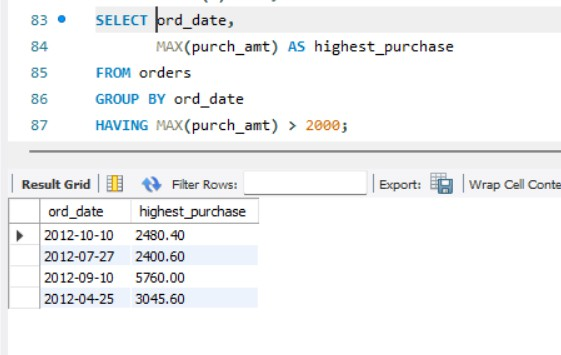 83 SELECT ord_date,
84 MAX(purch_amt) AS highest_purchase
85 FROM orders
86 GROUP BY ord_date
87 HAVING MAX(purch_amt) > 2000;
Result Grid Filter Rows: Export: Wrap Cell Conte
ord_date highest_purchase
2012-10-10 2480.40
2012-07-27 2400.60
2012-09-10 5760.00
2012-04-25 3045.60